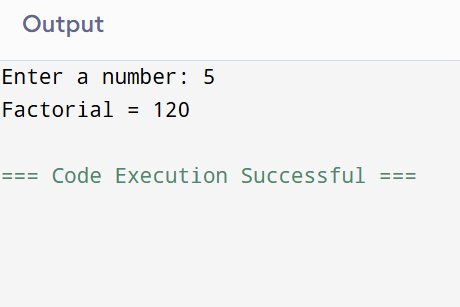 Output
Enter a number: 5
Factorial = 120
=== Code Execution Successful ===